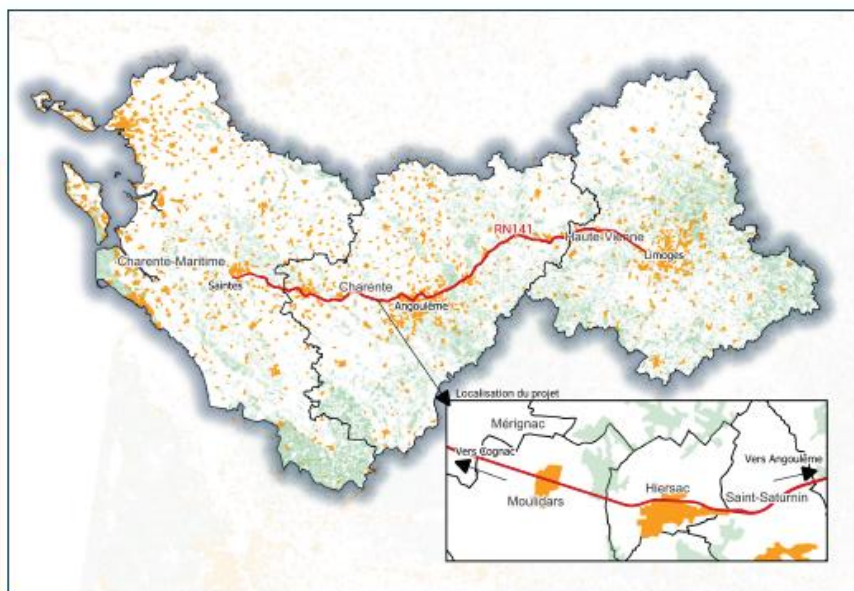 RN141
Haute-Vienne
Charente-Maritime
Limoges
Saintes
Charente
Angoulême
Localisation du projet
Mérignac
Vers Cognac
Vers Angoulême
Hiersac
Moulidars
Saint-Saturnin